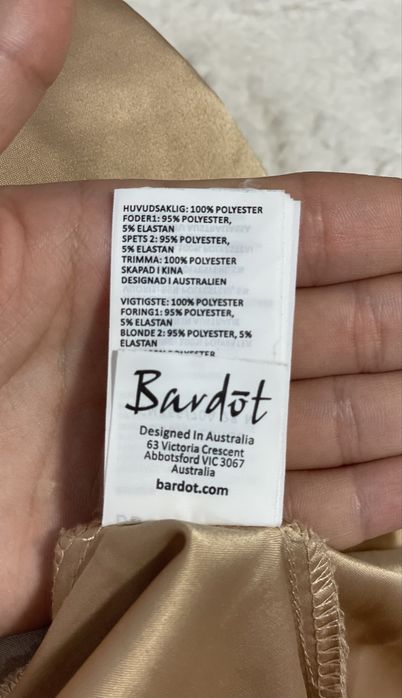 HUVUDSAKLIG: 100% POLYESTER
FODER1: 95% POLYESTER,
5% ELASTAN
SPETS 2: 95% POLYESTER,
5% ELASTAN
TRIMMA: 100% POLYESTER
SKAPAD I KINA
DESIGNAD I AUSTRALIEN
VIGTIGSTE: 100% POLYESTER
FORING1: 95% POLYESTER,
5% ELASTAN
BLONDE 2: 95% POLYESTER, 5%
ELASTAN
POLYESTER
Bardōt
Designed In Australia
63 Victoria Crescent
Abbotsford VIC 3067
Australia
bardot.com